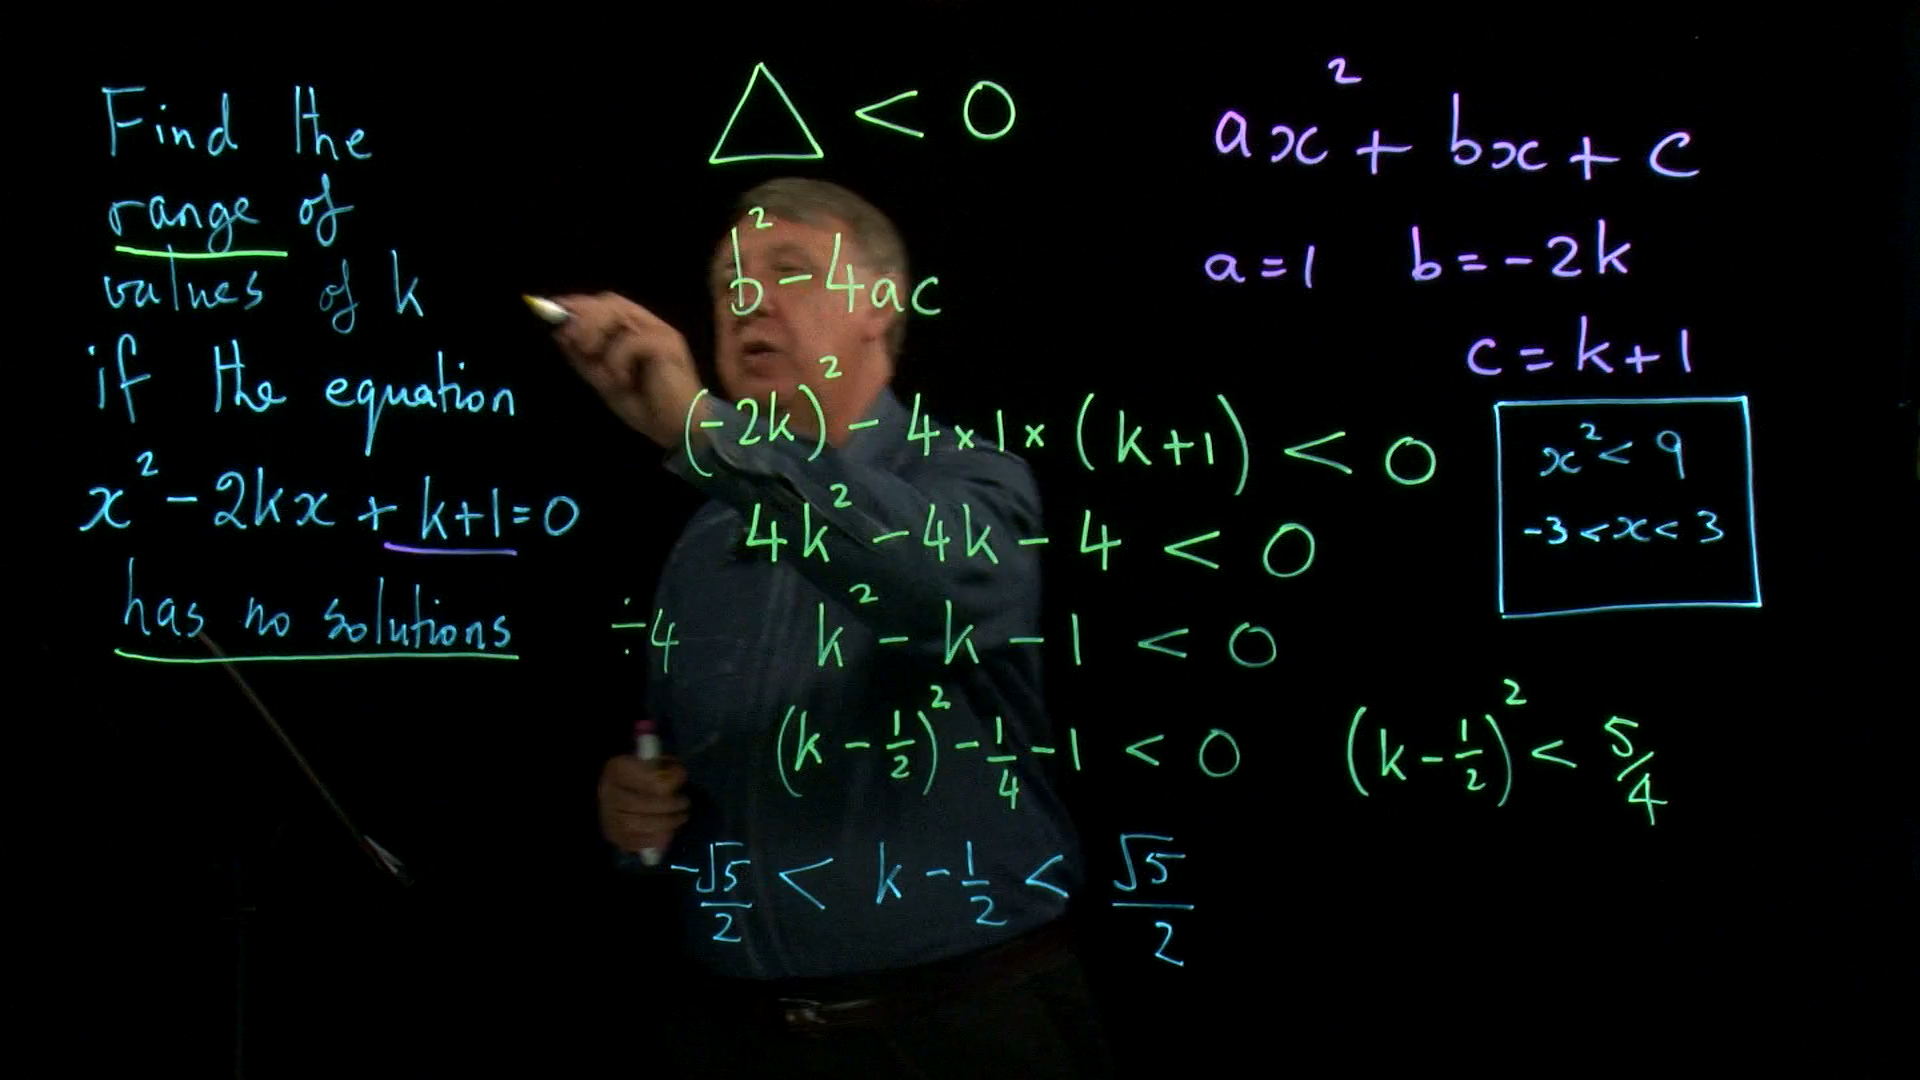 Find the
range of
values of k
if the equation
x² - 2kx + k+1 = 0
has no solutions
△ < 0
b² - 4ac
(-2k)² - 4 × 1 × (k+1) < 0
4k² - 4k - 4 < 0
÷4 k² - k - 1 < 0
(k - 1/2)² - 1/4 - 1 < 0
(k - 1/2)² < 5/4
-√5/2 < k - 1/2 < √5/2
ax² + bx + c
a = 1 b = -2k
c = k + 1
x² < 9
-3 < x < 3